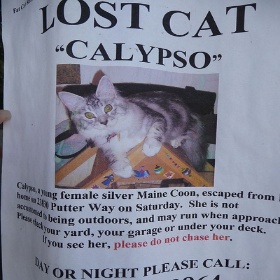 LOST CAT
"CALYPSO"
Calypso, a young female silver Maine Coon, escaped from
home on Putter Way on Saturday. She is not
accustomed to being outdoors, and may run when approach
Please check your yard, your garage or under your deck.
If you see her, please do not chase her.
DAY OR NIGHT PLEASE CALL: